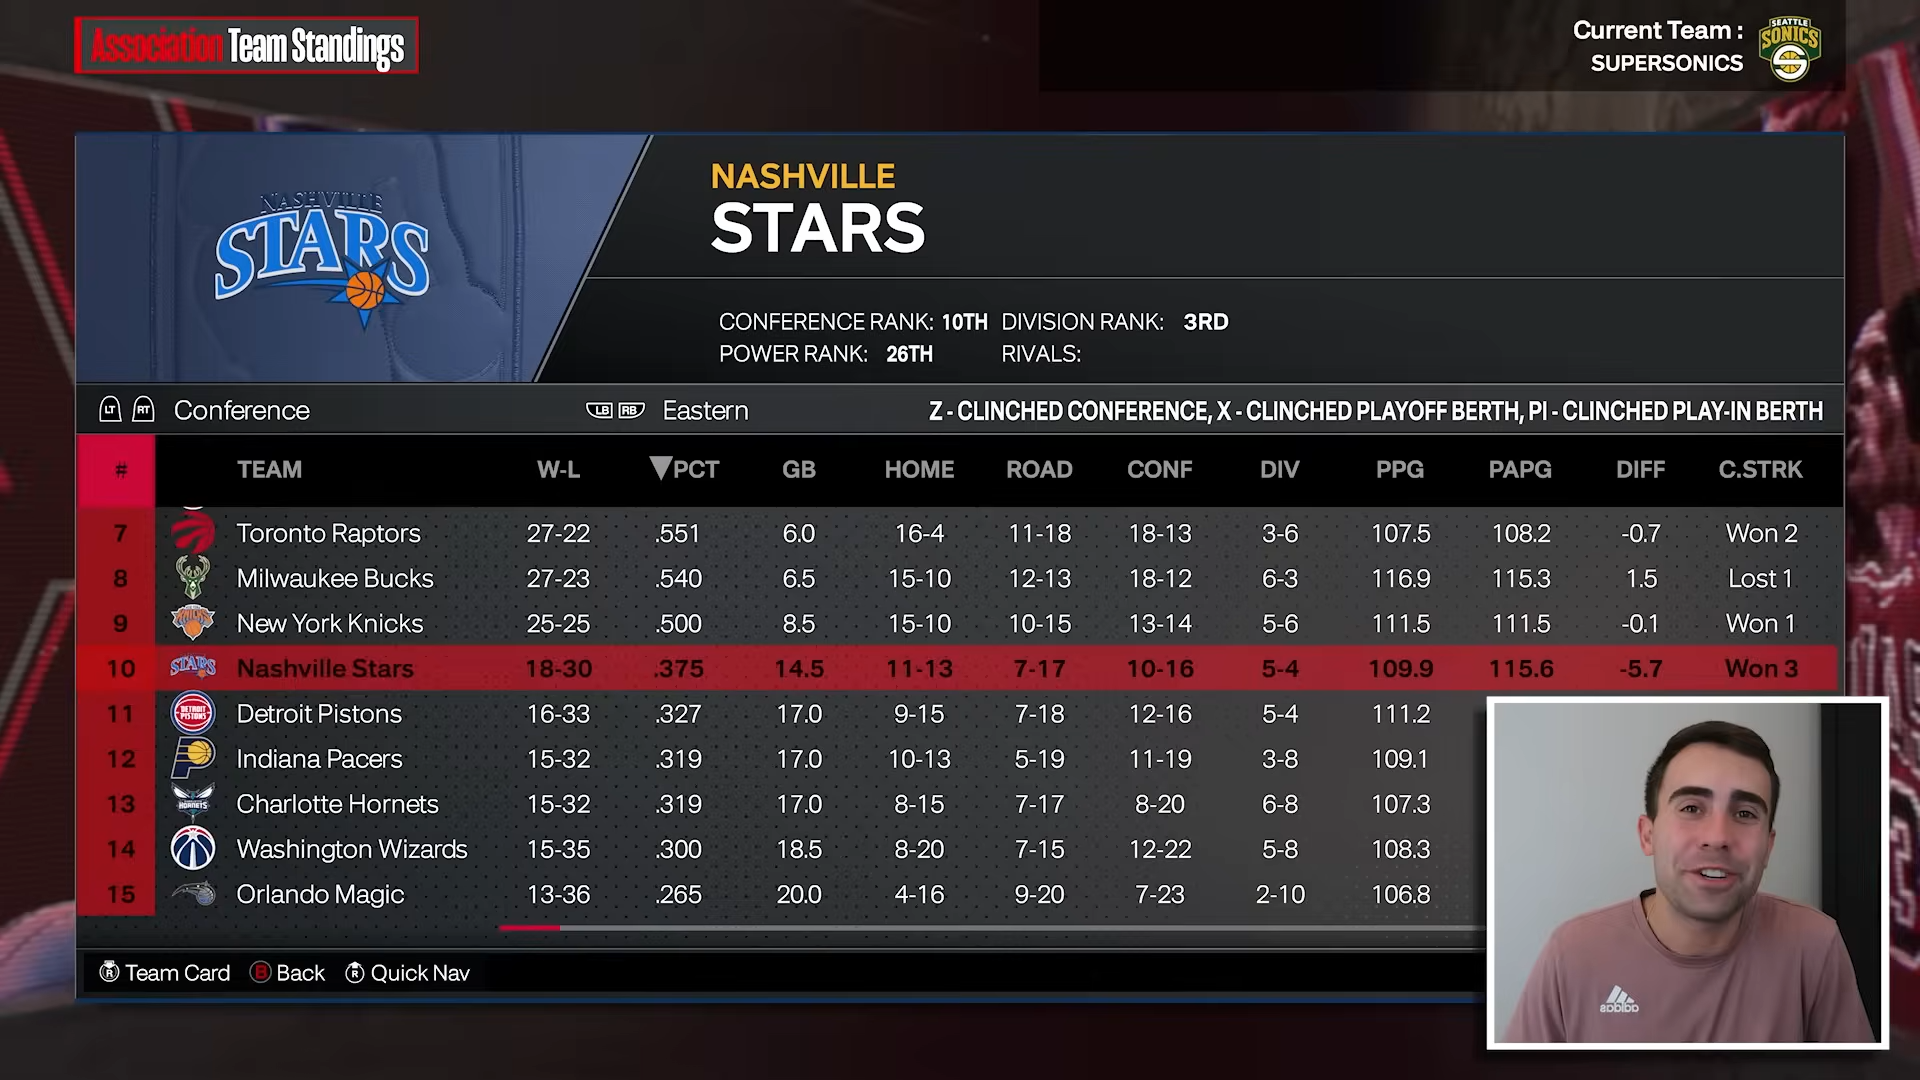 Association Team Standings
Current Team :
SUPERSONICS
SEATTLE
SONICS
NASHVILLE
STARS
NASHVILLE
STARS
CONFERENCE RANK: 10TH DIVISION RANK: 3RD
POWER RANK: 26TH RIVALS:
LT RT Conference LB RB Eastern Z - CLINCHED CONFERENCE, X - CLINCHED PLAYOFF BERTH, PI - CLINCHED PLAY-IN BERTH
# TEAM W-L PCT GB HOME ROAD CONF DIV PPG PAPG DIFF C.STRK
7 Toronto Raptors 27-22 .551 6.0 16-4 11-18 18-13 3-6 107.5 108.2 -0.7 Won 2
8 Milwaukee Bucks 27-23 .540 6.5 15-10 12-13 18-12 6-3 116.9 115.3 1.5 Lost 1
9 New York Knicks 25-25 .500 8.5 15-10 10-15 13-14 5-6 111.5 111.5 -0.1 Won 1
10 STARS Nashville Stars 18-30 .375 14.5 11-13 7-17 10-16 5-4 109.9 115.6 -5.7 Won 3
11 DETROIT PISTONS Detroit Pistons 16-33 .327 17.0 9-15 7-18 12-16 5-4 111.2
12 Indiana Pacers 15-32 .319 17.0 10-13 5-19 11-19 3-8 109.1
13 HORNETS Charlotte Hornets 15-32 .319 17.0 8-15 7-17 8-20 6-8 107.3
14 Washington Wizards 15-35 .300 18.5 8-20 7-15 12-22 5-8 108.3
15 Orlando Magic 13-36 .265 20.0 4-16 9-20 7-23 2-10 106.8
R Team Card B Back R Quick Nav
adidas